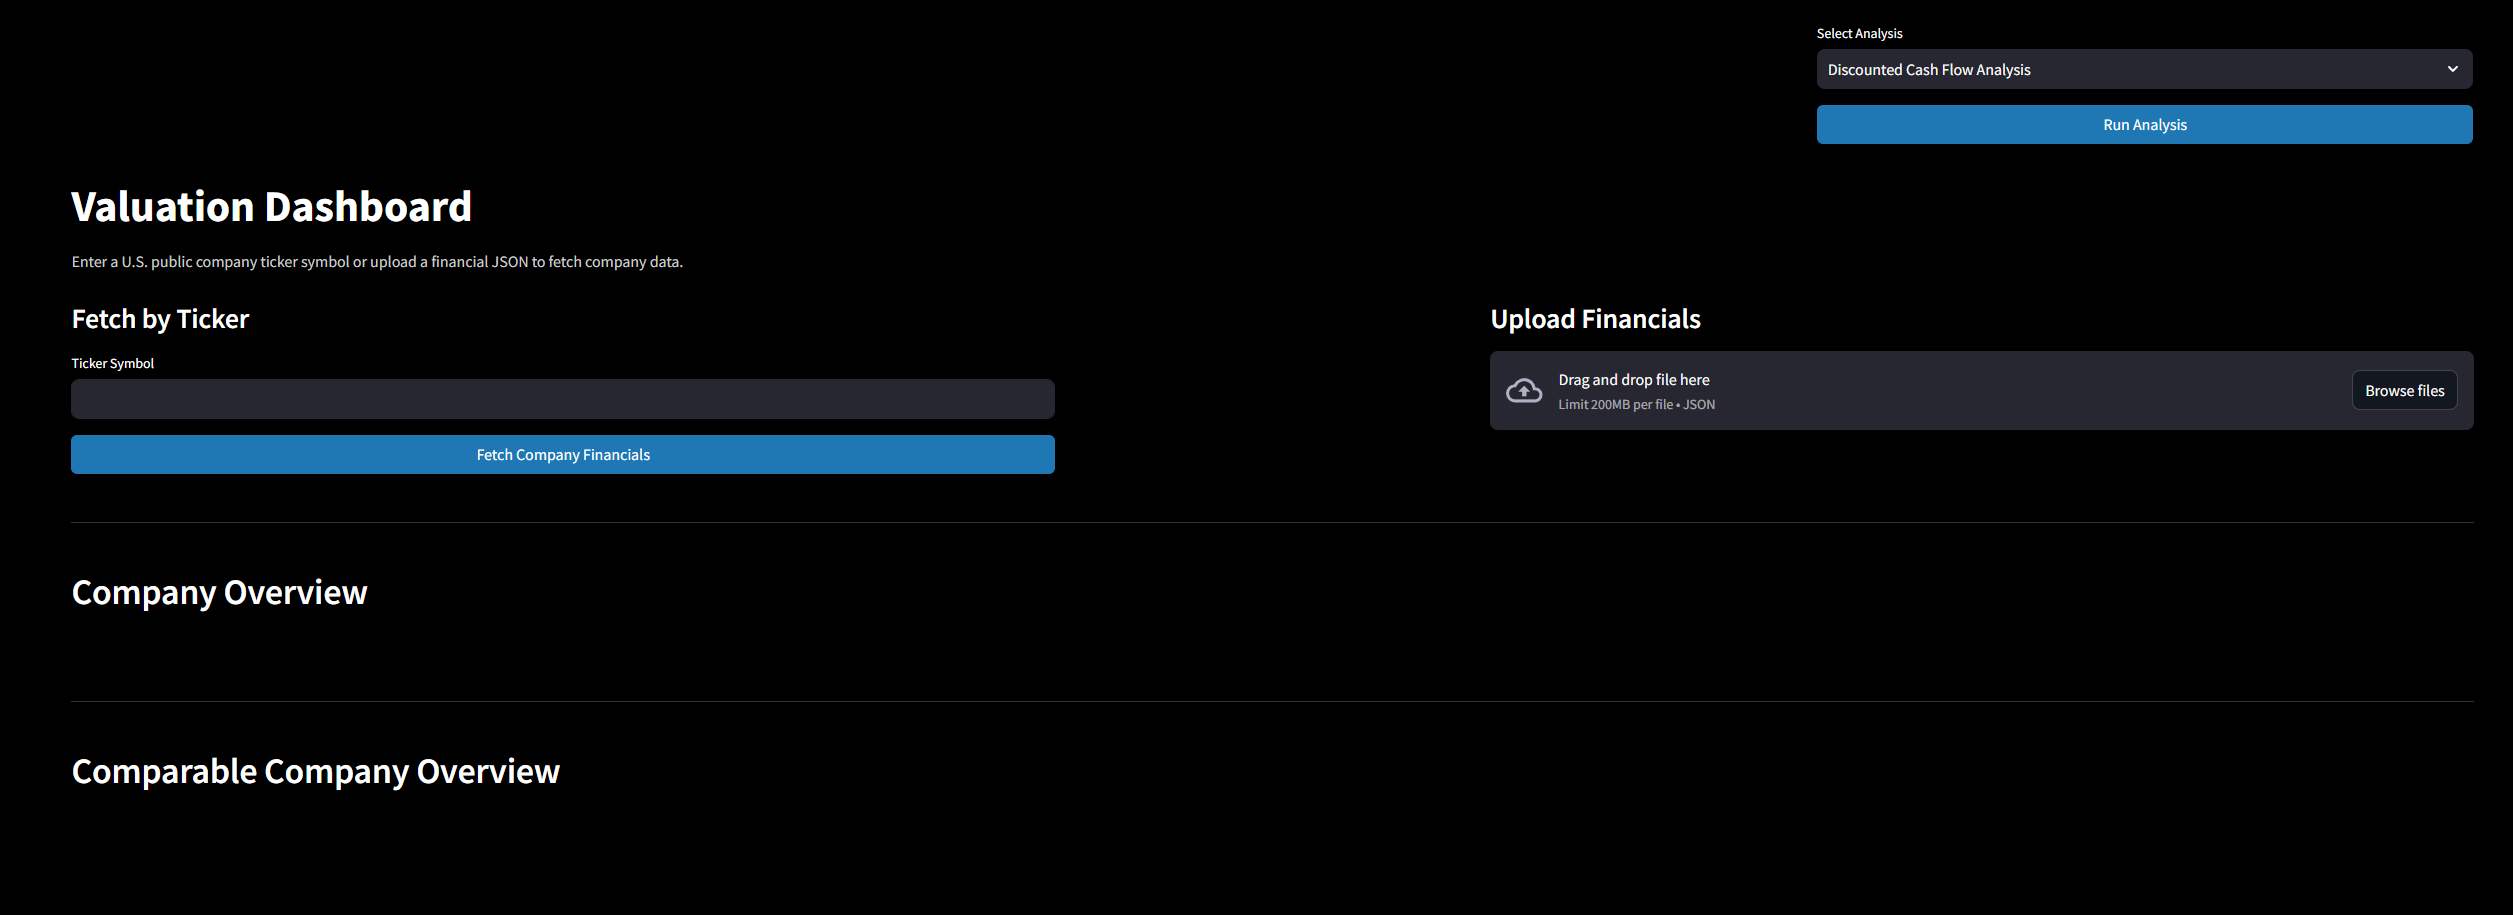 Select Analysis
Discounted Cash Flow Analysis
Run Analysis
Valuation Dashboard
Enter a U.S. public company ticker symbol or upload a financial JSON to fetch company data.
Fetch by Ticker
Ticker Symbol
Fetch Company Financials
Upload Financials
Drag and drop file here
Limit 200MB per file • JSON
Browse files
Company Overview
Comparable Company Overview